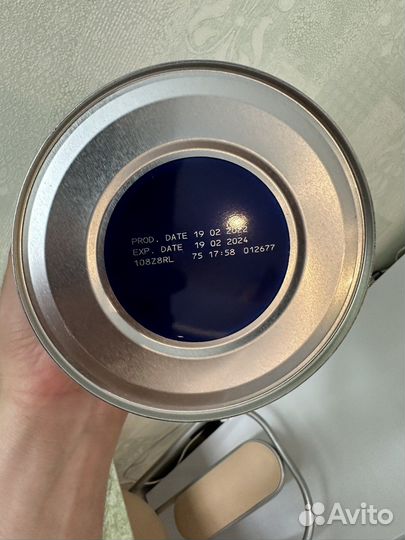 PROD. DATE 19 02 2022
EXP. DATE 19 02 2024
108Z8RL 75 17:58 012677
Avito